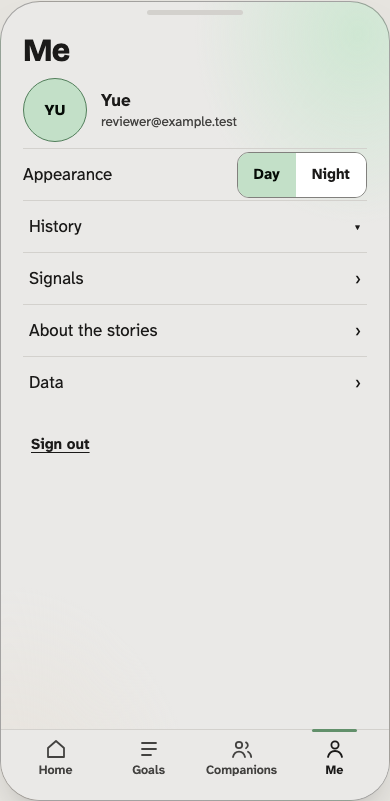 Me
YU
Yue
reviewer@example.test
Appearance
Day
Night
History
Signals
About the stories
Data
Sign out
Home
Goals
Companions
Me